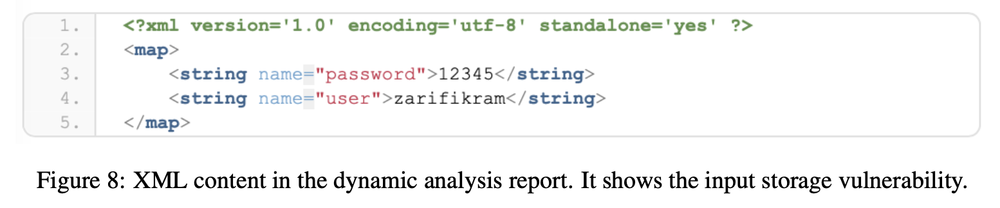 1. <?xml version='1.0' encoding='utf-8' standalone='yes' ?>
2. <map>
3.     <string name="password">12345</string>
4.     <string name="user">zarifikram</string>
5. </map>
Figure 8: XML content in the dynamic analysis report. It shows the input storage vulnerability.